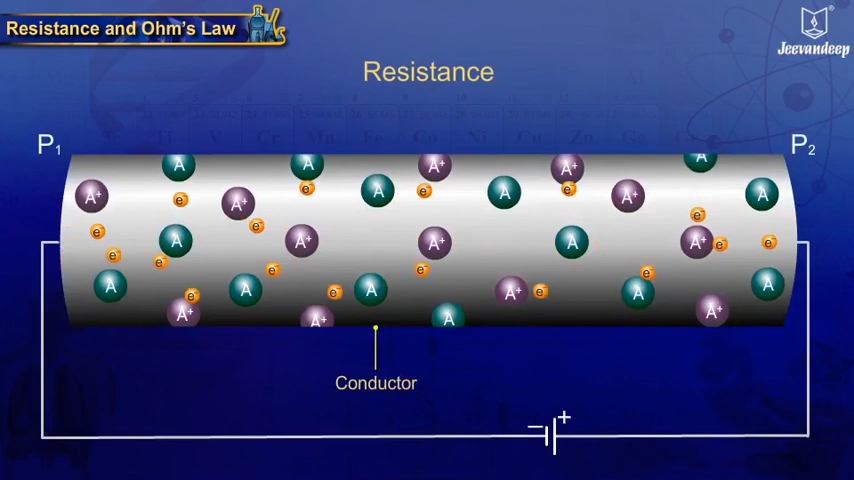 Resistance and Ohm's Law
Jeevandeep®
Resistance
P₁ P₂
A A A⁺ A⁺ A
A⁺ A A A⁺ A
e⁻ e⁻ e⁻ e⁻
A⁺
e⁻ e⁻ e⁻
A A⁺ A⁺ A A⁺ e⁻ e⁻
e⁻ e⁻ e⁻ e⁻ e⁻
A A A A⁺ e⁻ A A
e⁻ e⁻
A⁺ A⁺ A A⁺
Conductor
− +